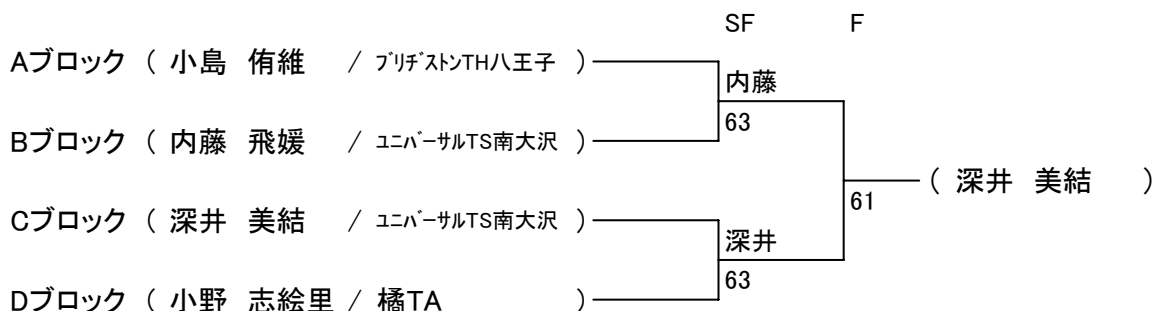 SF F
Aブロック ( 小島 侑維 / ﾌﾞﾘﾁﾞｽﾄﾝTH八王子 )
内藤
63
Bブロック ( 内藤 飛媛 / ﾕﾆﾊﾞｰｻﾙTS南大沢 )
( 深井 美結 )
61
Cブロック ( 深井 美結 / ﾕﾆﾊﾞｰｻﾙTS南大沢 )
深井
63
Dブロック ( 小野 志絵里 / 橘TA )